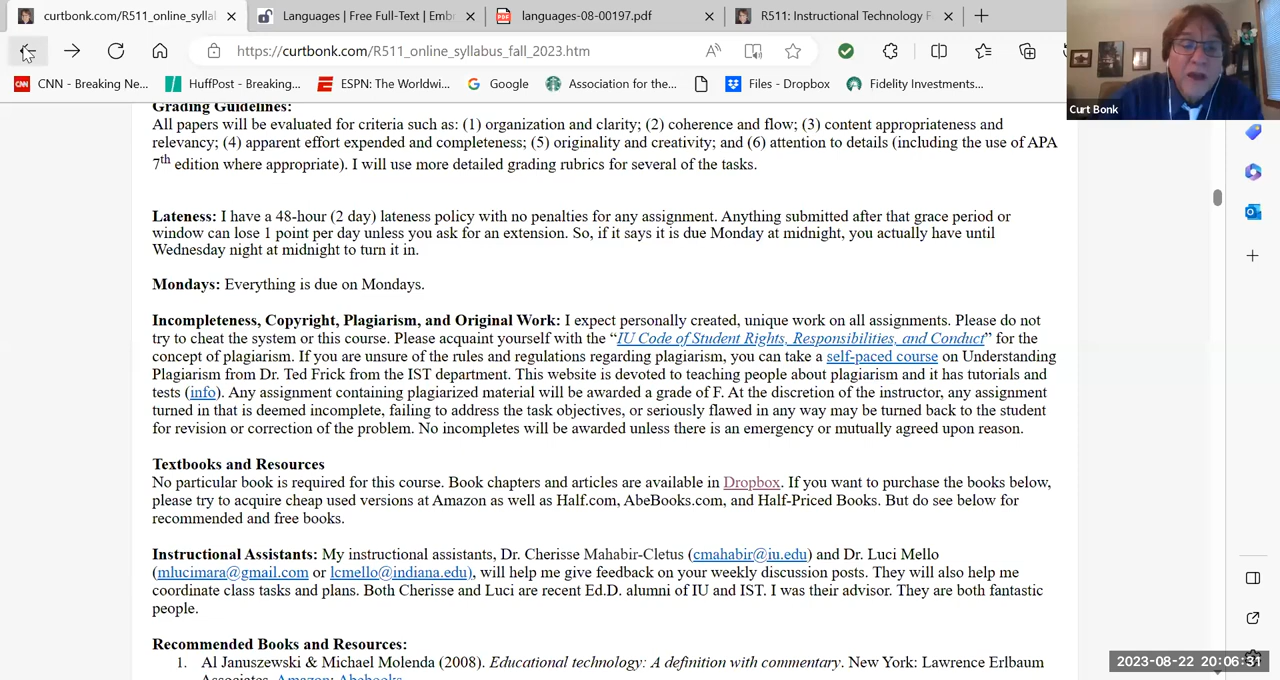 curtbonk.com/R511_online_sylla
Languages | Free Full-Text | Emb
languages-08-00197.pdf
R511: Instructional Technology F
https://curtbonk.com/R511_online_syllabus_fall_2023.htm
CNN - Breaking Ne...
HuffPost - Breaking...
ESPN: The Worldwi...
Google
Association for the...
Files - Dropbox
Fidelity Investments...
Curt Bonk
Grading Guidelines:
All papers will be evaluated for criteria such as: (1) organization and clarity; (2) coherence and flow; (3) content appropriateness and
relevancy; (4) apparent effort expended and completeness; (5) originality and creativity; and (6) attention to details (including the use of APA
7th edition where appropriate). I will use more detailed grading rubrics for several of the tasks.
Lateness: I have a 48-hour (2 day) lateness policy with no penalties for any assignment. Anything submitted after that grace period or
window can lose 1 point per day unless you ask for an extension. So, if it says it is due Monday at midnight, you actually have until
Wednesday night at midnight to turn it in.
Mondays: Everything is due on Mondays.
Incompleteness, Copyright, Plagiarism, and Original Work: I expect personally created, unique work on all assignments. Please do not
try to cheat the system or this course. Please acquaint yourself with the “IU Code of Student Rights, Responsibilities, and Conduct” for the
concept of plagiarism. If you are unsure of the rules and regulations regarding plagiarism, you can take a self-paced course on Understanding
Plagiarism from Dr. Ted Frick from the IST department. This website is devoted to teaching people about plagiarism and it has tutorials and
tests (info). Any assignment containing plagiarized material will be awarded a grade of F. At the discretion of the instructor, any assignment
turned in that is deemed incomplete, failing to address the task objectives, or seriously flawed in any way may be turned back to the student
for revision or correction of the problem. No incompletes will be awarded unless there is an emergency or mutually agreed upon reason.
Textbooks and Resources
No particular book is required for this course. Book chapters and articles are available in Dropbox. If you want to purchase the books below,
please try to acquire cheap used versions at Amazon as well as Half.com, AbeBooks.com, and Half-Priced Books. But do see below for
recommended and free books.
Instructional Assistants: My instructional assistants, Dr. Cherisse Mahabir-Cletus (cmahabir@iu.edu) and Dr. Luci Mello
(mlucimara@gmail.com or lcmello@indiana.edu), will help me give feedback on your weekly discussion posts. They will also help me
coordinate class tasks and plans. Both Cherisse and Luci are recent Ed.D. alumni of IU and IST. I was their advisor. They are both fantastic
people.
Recommended Books and Resources:
1. Al Januszewski & Michael Molenda (2008). Educational technology: A definition with commentary. New York: Lawrence Erlbaum
Associates. Amazon; Abebooks.
2023-08-22 20:06:31